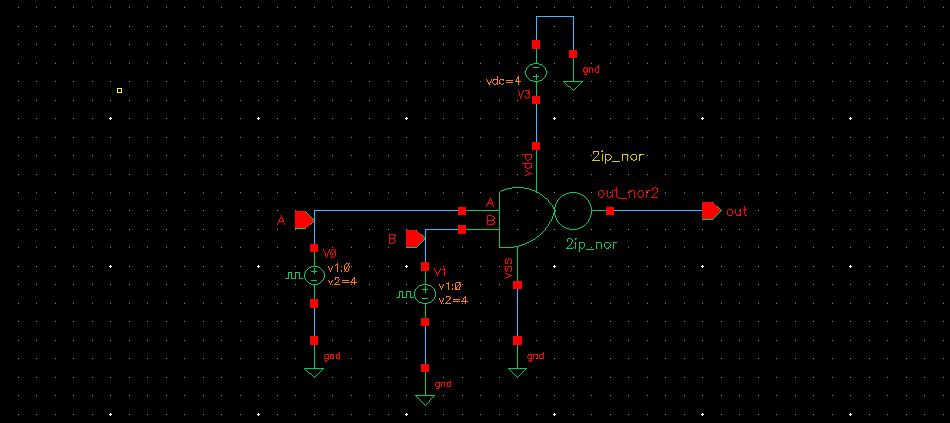 gnd
vdc=4
V3
vdd
2ip_nor
out_nor2
A
B
out
A
B
2ip_nor
V0
v1:0
v2=4
V1
v1:0
v2=4
vss
gnd
gnd
gnd